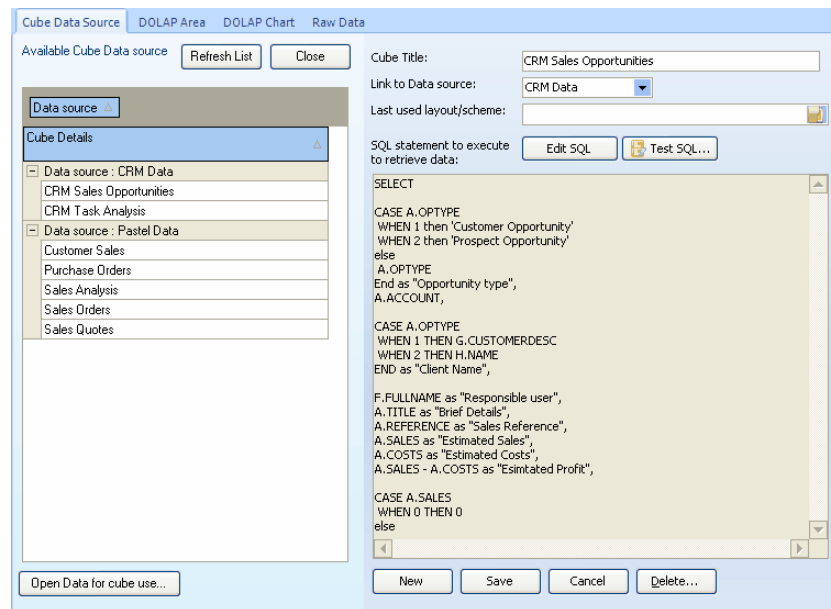 Cube Data Source DOLAP Area DOLAP Chart Raw Data
Available Cube Data source Refresh List Close
Data source
Cube Details
Data source : CRM Data
CRM Sales Opportunities
CRM Task Analysis
Data source : Pastel Data
Customer Sales
Purchase Orders
Sales Analysis
Sales Orders
Sales Quotes
Open Data for cube use...
Cube Title: CRM Sales Opportunities
Link to Data source: CRM Data
Last used layout/scheme:
SQL statement to execute
to retrieve data:
Edit SQL Test SQL...
SELECT
CASE A.OPTYPE
WHEN 1 then 'Customer Opportunity'
WHEN 2 then 'Prospect Opportunity'
else
A.OPTYPE
End as "Opportunity type",
A.ACCOUNT,
CASE A.OPTYPE
WHEN 1 THEN G.CUSTOMERDESC
WHEN 2 THEN H.NAME
END as "Client Name",
F.FULLNAME as "Responsible user",
A.TITLE as "Brief Details",
A.REFERENCE as "Sales Reference",
A.SALES as "Estimated Sales",
A.COSTS as "Estimated Costs",
A.SALES - A.COSTS as "Esimtated Profit",
CASE A.SALES
WHEN 0 THEN 0
else
New Save Cancel Delete...